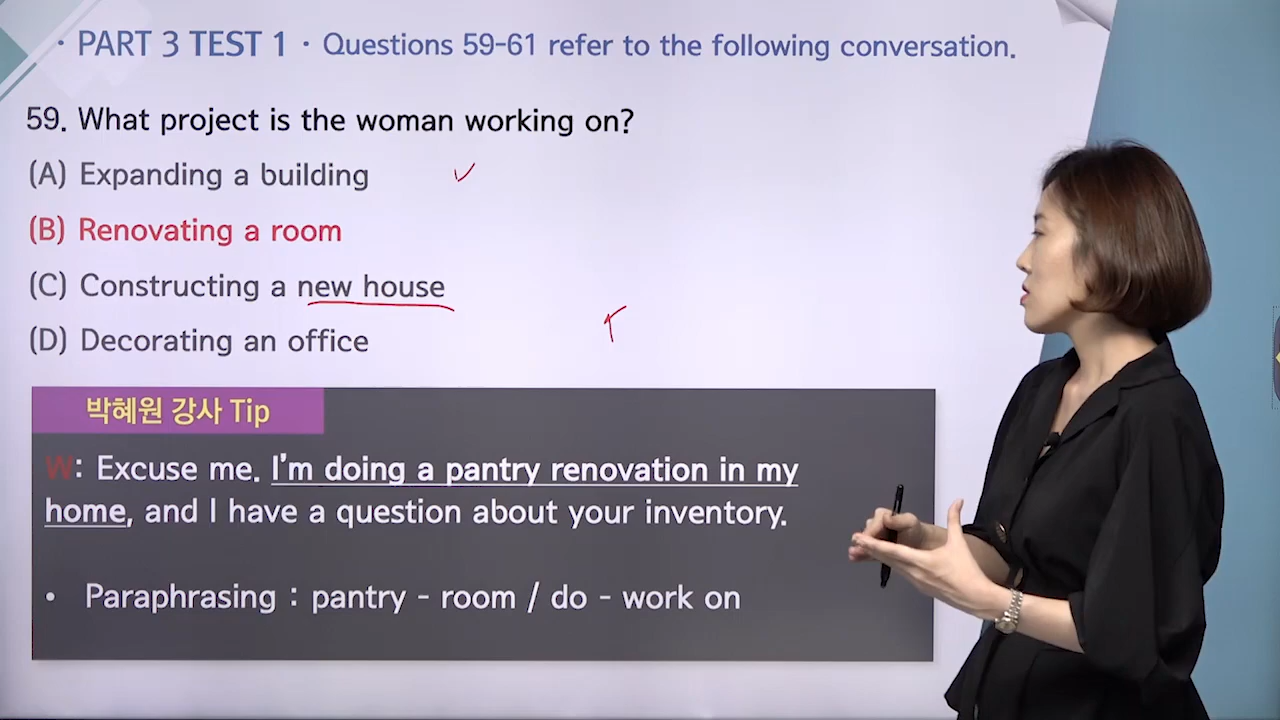 · PART 3 TEST 1 · Questions 59-61 refer to the following conversation.
59. What project is the woman working on?
(A) Expanding a building
(B) Renovating a room
(C) Constructing a new house
(D) Decorating an office
박혜원 강사 Tip
W: Excuse me. I'm doing a pantry renovation in my
home, and I have a question about your inventory.
• Paraphrasing : pantry - room / do - work on